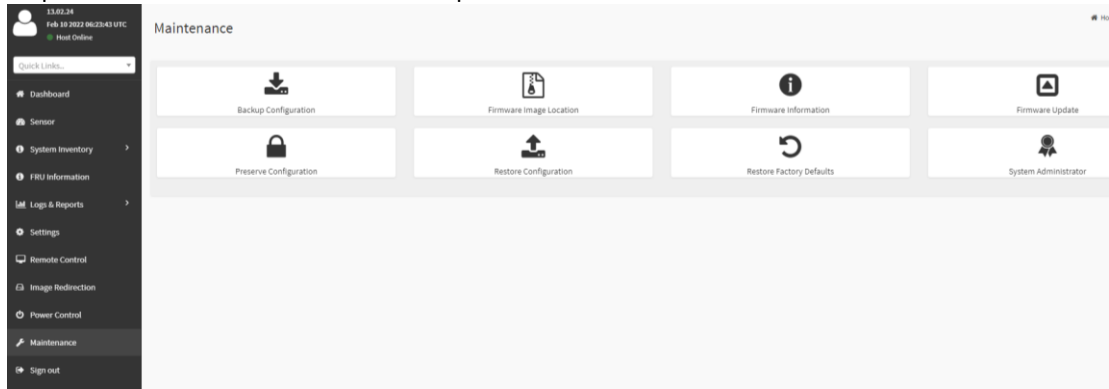 13.02.24
Feb 10 2022 06:23:43 UTC
Host Online
Quick Links..
Dashboard
Sensor
System Inventory
FRU Information
Logs & Reports
Settings
Remote Control
Image Redirection
Power Control
Maintenance
Sign out
Maintenance
Backup Configuration
Firmware Image Location
Firmware Information
Firmware Update
Preserve Configuration
Restore Configuration
Restore Factory Defaults
System Administrator